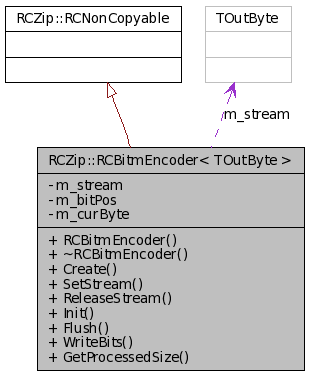 RCZip::RCNonCopyable
TOutByte
m_stream
RCZip::RCBitmEncoder< TOutByte >
- m_stream
- m_bitPos
- m_curByte
+ RCBitmEncoder()
+ ~RCBitmEncoder()
+ Create()
+ SetStream()
+ ReleaseStream()
+ Init()
+ Flush()
+ WriteBits()
+ GetProcessedSize()